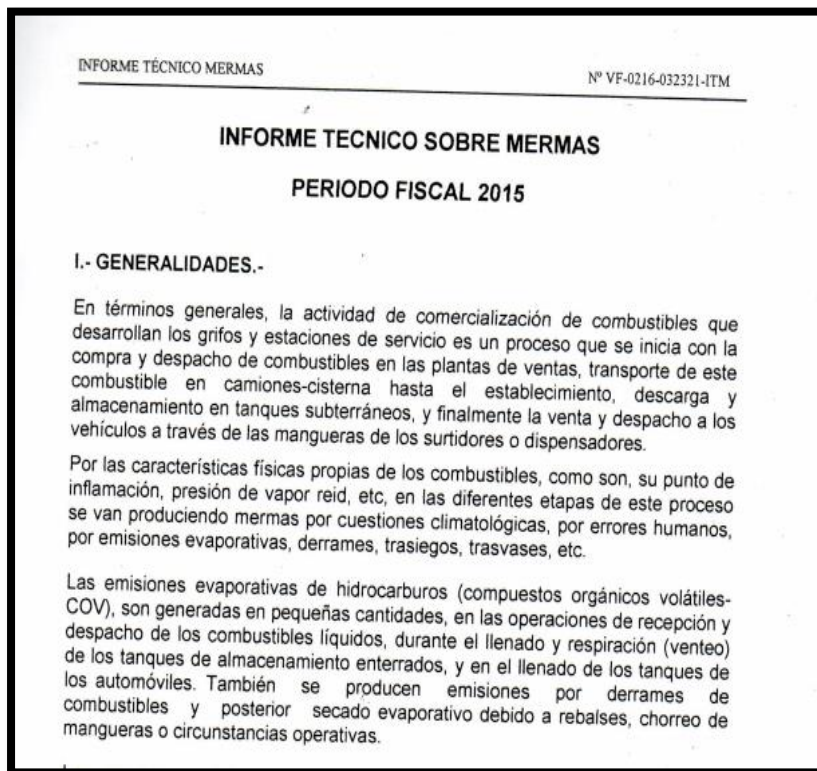 INFORME TÉCNICO MERMAS
Nº VF-0216-032321-ITM
INFORME TECNICO SOBRE MERMAS
PERIODO FISCAL 2015
I.- GENERALIDADES.-
En términos generales, la actividad de comercialización de combustibles que
desarrollan los grifos y estaciones de servicio es un proceso que se inicia con la
compra y despacho de combustibles en las plantas de ventas, transporte de este
combustible en camiones-cisterna hasta el establecimiento, descarga y
almacenamiento en tanques subterráneos, y finalmente la venta y despacho a los
vehículos a través de las mangueras de los surtidores o dispensadores.
Por las características físicas propias de los combustibles, como son, su punto de
inflamación, presión de vapor reid, etc, en las diferentes etapas de este proceso
se van produciendo mermas por cuestiones climatológicas, por errores humanos,
por emisiones evaporativas, derrames, trasiegos, trasvases, etc.
Las emisiones evaporativas de hidrocarburos (compuestos orgánicos volátiles-
COV), son generadas en pequeñas cantidades, en las operaciones de recepción y
despacho de los combustibles líquidos, durante el llenado y respiración (venteo)
de los tanques de almacenamiento enterrados, y en el llenado de los tanques de
los automóviles. También se producen emisiones por derrames de
combustibles y posterior secado evaporativo debido a rebalses, chorreo de
mangueras o circunstancias operativas.